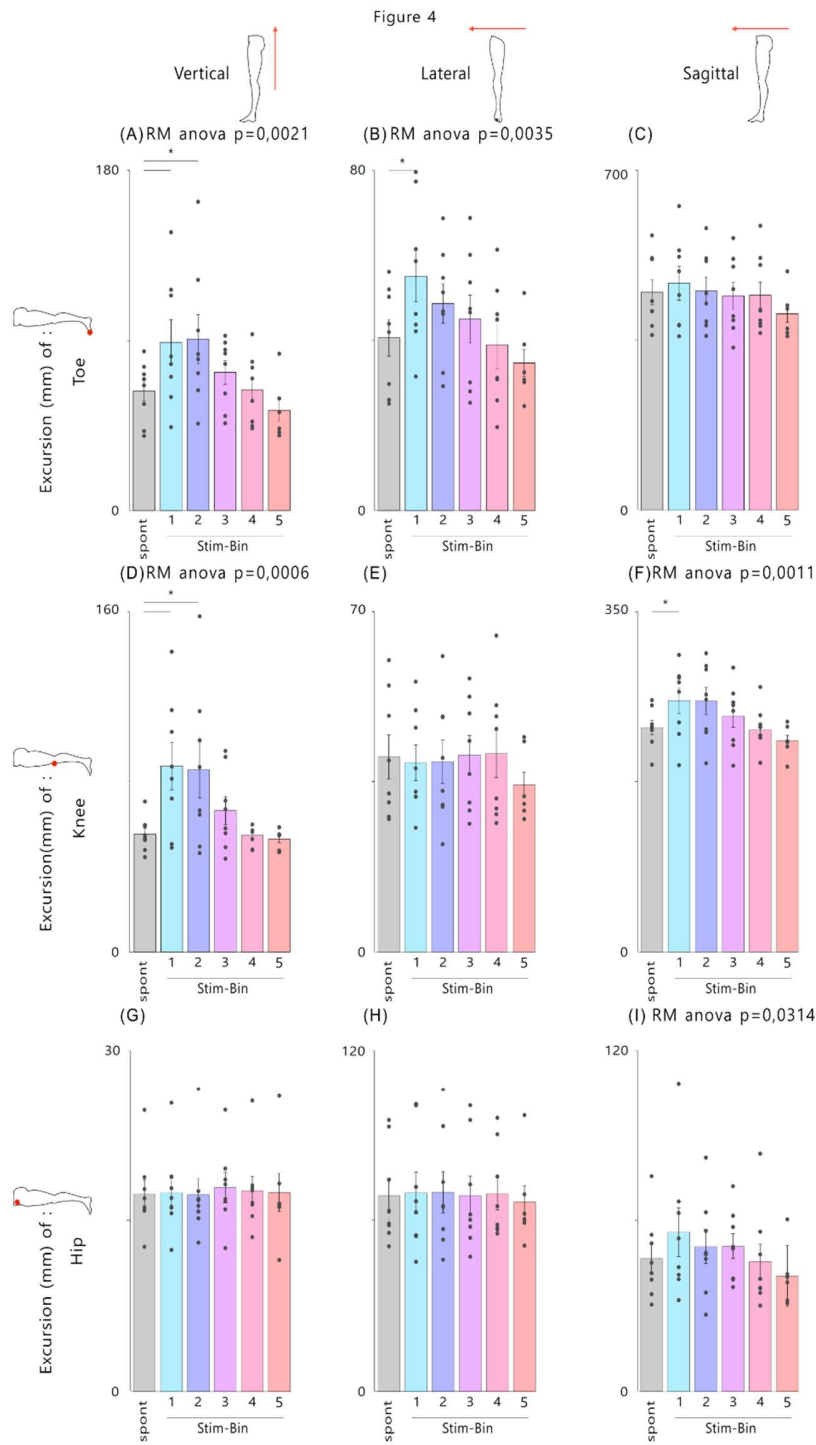 Figure 4
Vertical
Lateral
Sagittal
(A)RM anova p=0,0021
(B) RM anova p=0,0035
(C)
Excursion (mm) of :
Toe
180
0
*
spont
1 2 3 4 5
Stim-Bin
80
0
*
spont
1 2 3 4 5
Stim-Bin
700
0
spont
1 2 3 4 5
Stim-Bin
(D)RM anova p=0,0006
(E)
(F)RM anova p=0,0011
Excursion(mm) of :
Knee
160
0
*
spont
1 2 3 4 5
Stim-Bin
70
0
spont
1 2 3 4 5
Stim-Bin
350
0
*
spont
1 2 3 4 5
Stim-Bin
(G)
(H)
(I) RM anova p=0,0314
Excursion (mm) of :
Hip
30
0
spont
1 2 3 4 5
Stim-Bin
120
0
spont
1 2 3 4 5
Stim-Bin
120
0
spont
1 2 3 4 5
Stim-Bin